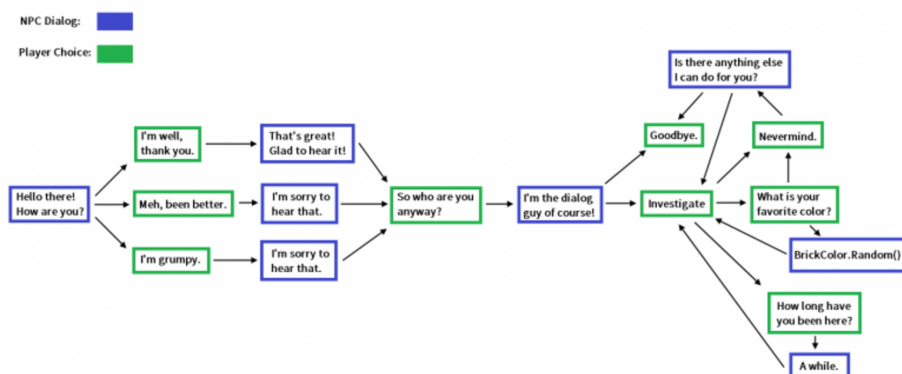 NPC Dialog:
Player Choice:
Hello there!
How are you?
I'm well,
thank you.
Meh, been better.
I'm grumpy.
That's great!
Glad to hear it!
I'm sorry to
hear that.
I'm sorry to
hear that.
So who are you
anyway?
I'm the dialog
guy of course!
Is there anything else
I can do for you?
Goodbye.
Nevermind.
Investigate
What is your
favorite color?
BrickColor.Random()
How long have
you been here?
A while.